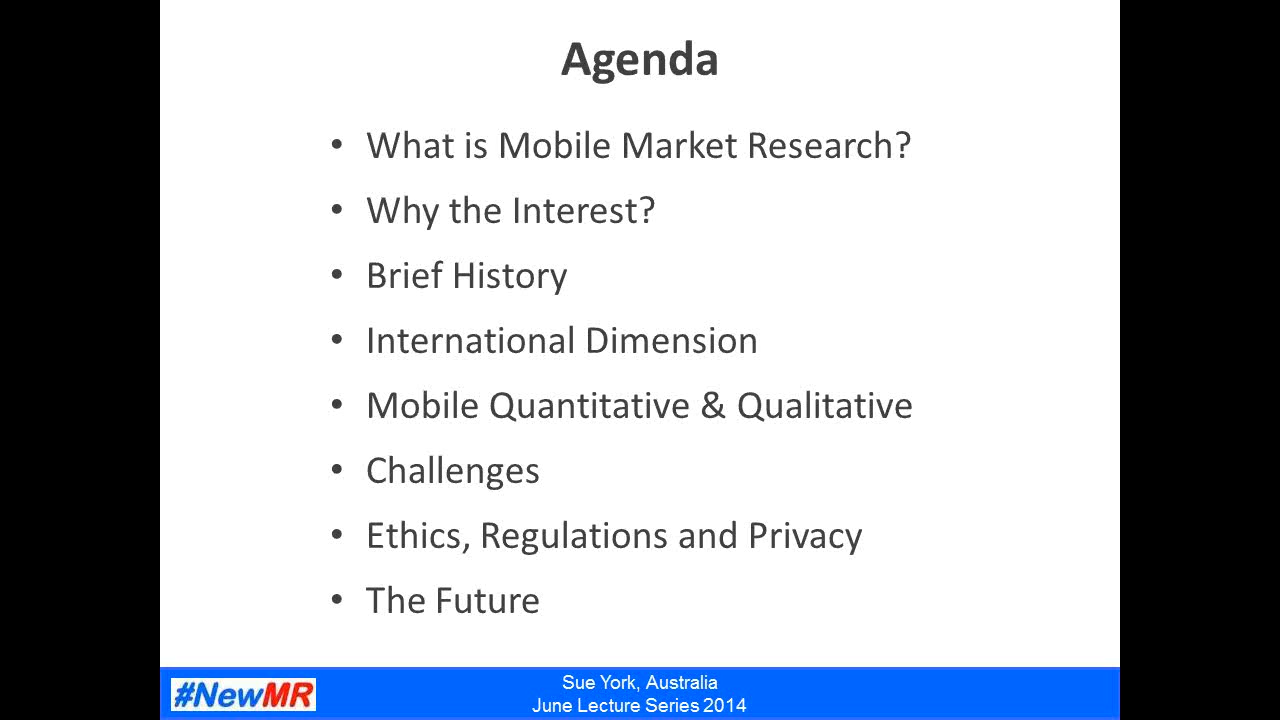 Agenda
• What is Mobile Market Research?
• Why the Interest?
• Brief History
• International Dimension
• Mobile Quantitative & Qualitative
• Challenges
• Ethics, Regulations and Privacy
• The Future
#NewMR
Sue York, Australia
June Lecture Series 2014